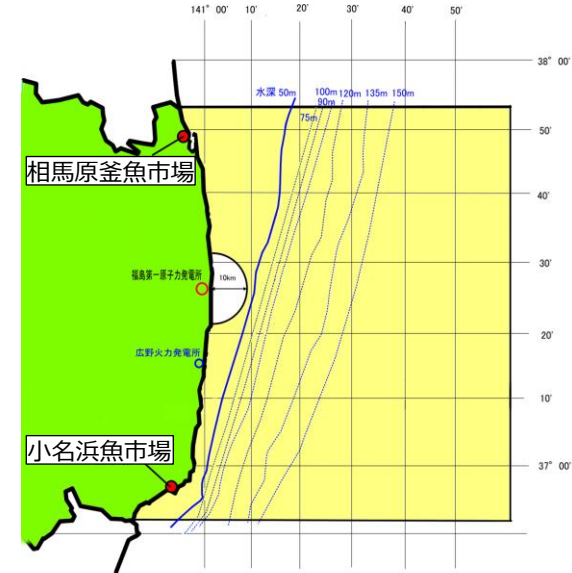 141° 00' 10' 20' 30' 40' 50'
38° 00'
水深 50m 100m 120m 135m 150m
90m
75m
50'
相馬原釜魚市場
40'
30'
福島第一原子力発電所
10km
20'
広野火力発電所
10'
小名浜魚市場
37° 00'